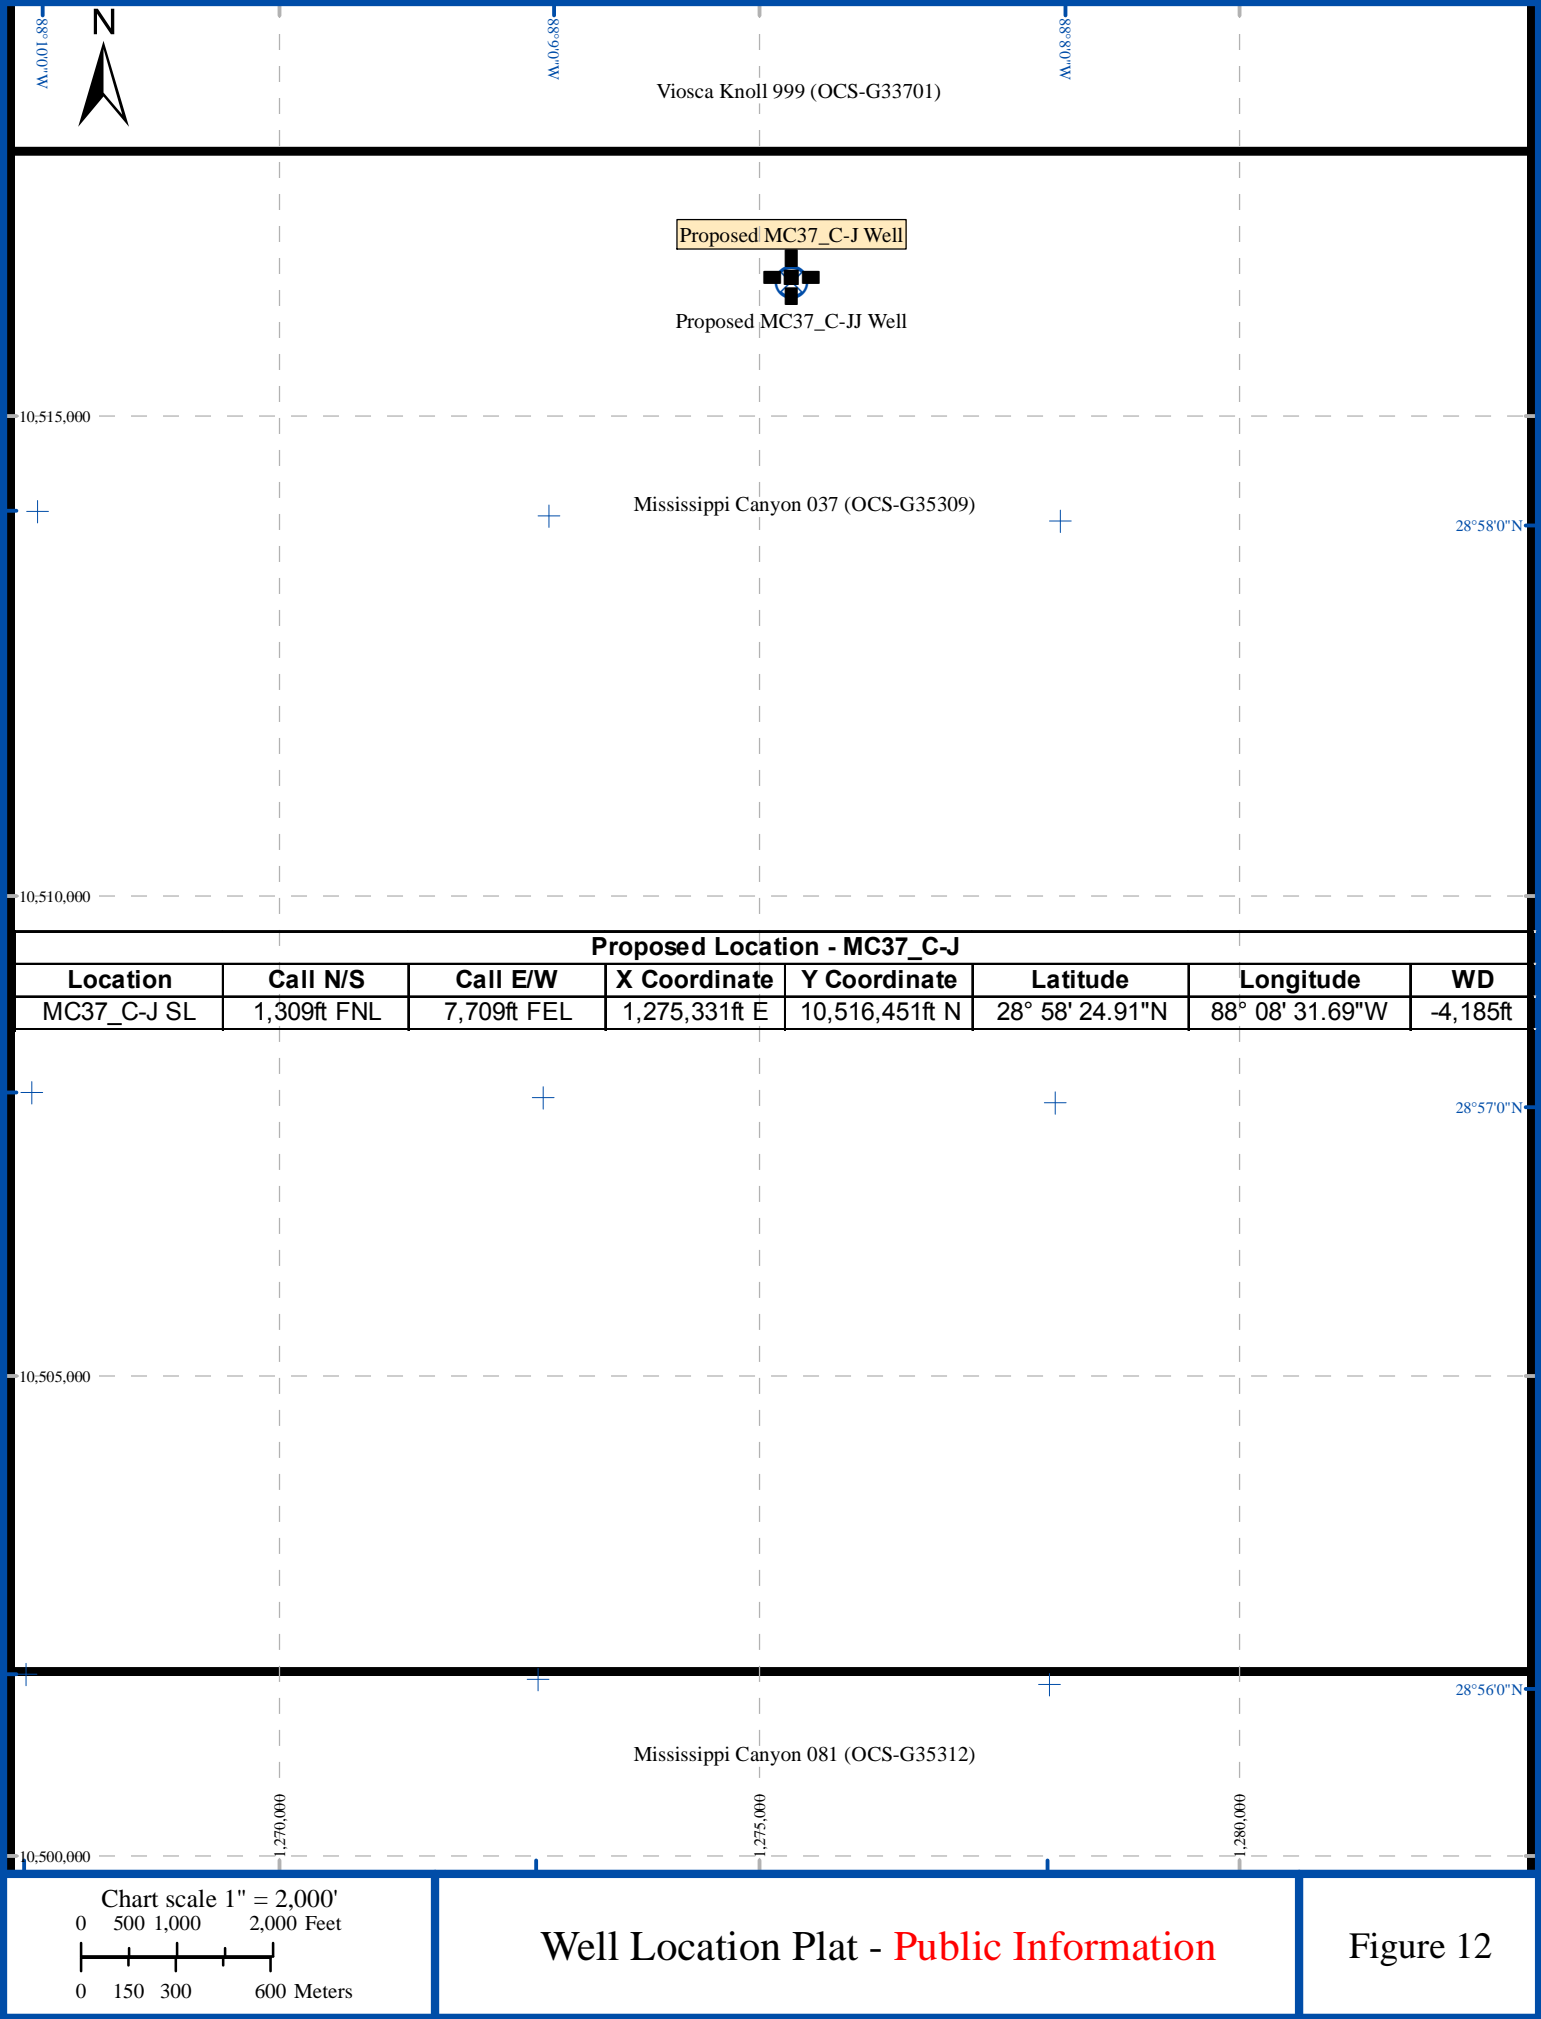 88°10'0"W
88°9'0"W
88°8'0"W
N
Viosca Knoll 999 (OCS-G33701)
Proposed MC37_C-J Well
Proposed MC37_C-JJ Well
10,515,000
Mississippi Canyon 037 (OCS-G35309)
28°58'0"N
10,510,000
Proposed Location - MC37_C-J
Location Call N/S Call E/W X Coordinate Y Coordinate Latitude Longitude WD
MC37_C-J SL 1,309ft FNL 7,709ft FEL 1,275,331ft E 10,516,451ft N 28° 58' 24.91"N 88° 08' 31.69"W -4,185ft
28°57'0"N
10,505,000
28°56'0"N
Mississippi Canyon 081 (OCS-G35312)
1,270,000
1,275,000
1,280,000
10,500,000
Chart scale 1" = 2,000'
0 500 1,000 2,000 Feet
0 150 300 600 Meters
Well Location Plat - Public Information
Figure 12